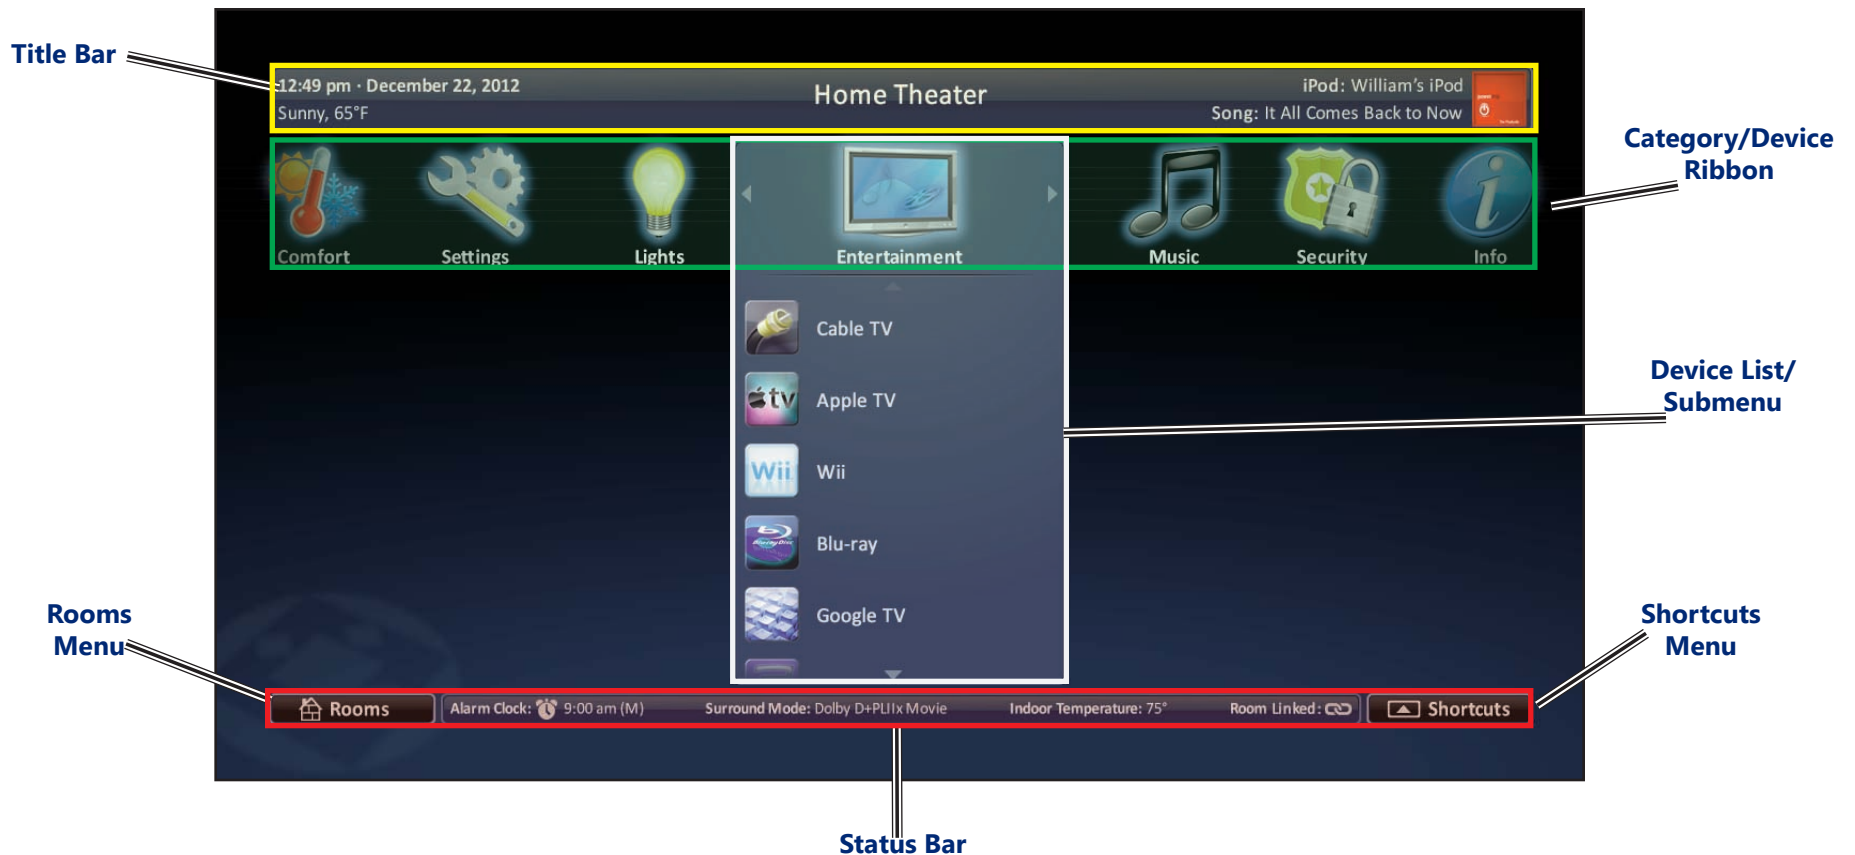 Title Bar
12:49 pm · December 22, 2012
Sunny, 65°F
Home Theater
iPod: William's iPod
Song: It All Comes Back to Now
Category/Device
Ribbon
Comfort
Settings
Lights
Entertainment
Music
Security
Info
Cable TV
tv
Apple TV
Wii
Wii
Blu-ray
Google TV
Device List/
Submenu
Rooms
Menu
Shortcuts
Menu
Rooms
Alarm Clock: 9:00 am (M)
Surround Mode: Dolby D+PLIIx Movie
Indoor Temperature: 75°
Room Linked:
Shortcuts
Status Bar